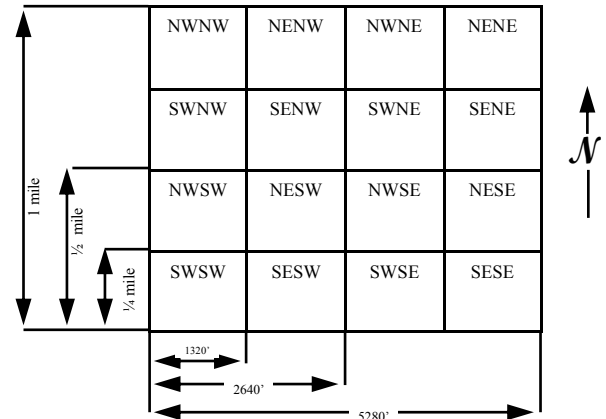 NWNW NENW NWNE NENE
SWNW SENW SWNE SENE
N
NWSW NESW NWSE NESE
1 mile
½ mile
SWSW SESW SWSE SESE
¼ mile
1320'
2640'
5280'